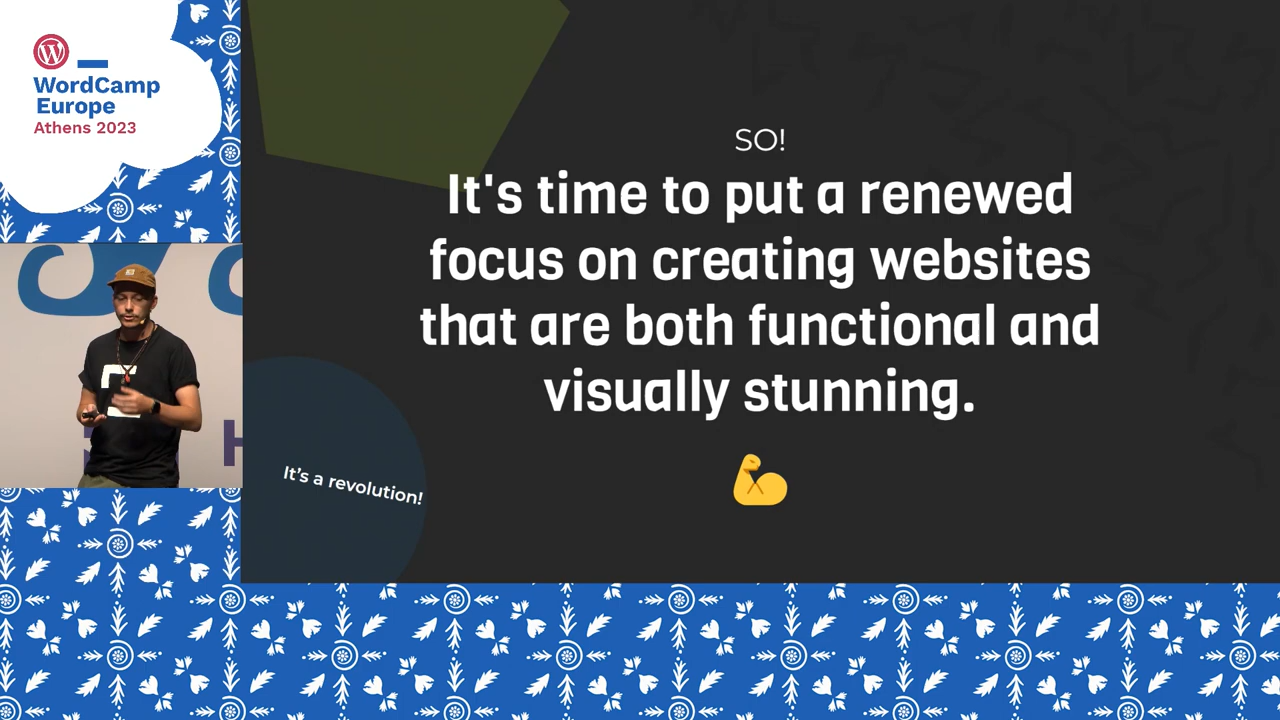 WordCamp
Europe
Athens 2023
SO!
It's time to put a renewed
focus on creating websites
that are both functional and
visually stunning.
💪
It's a revolution!